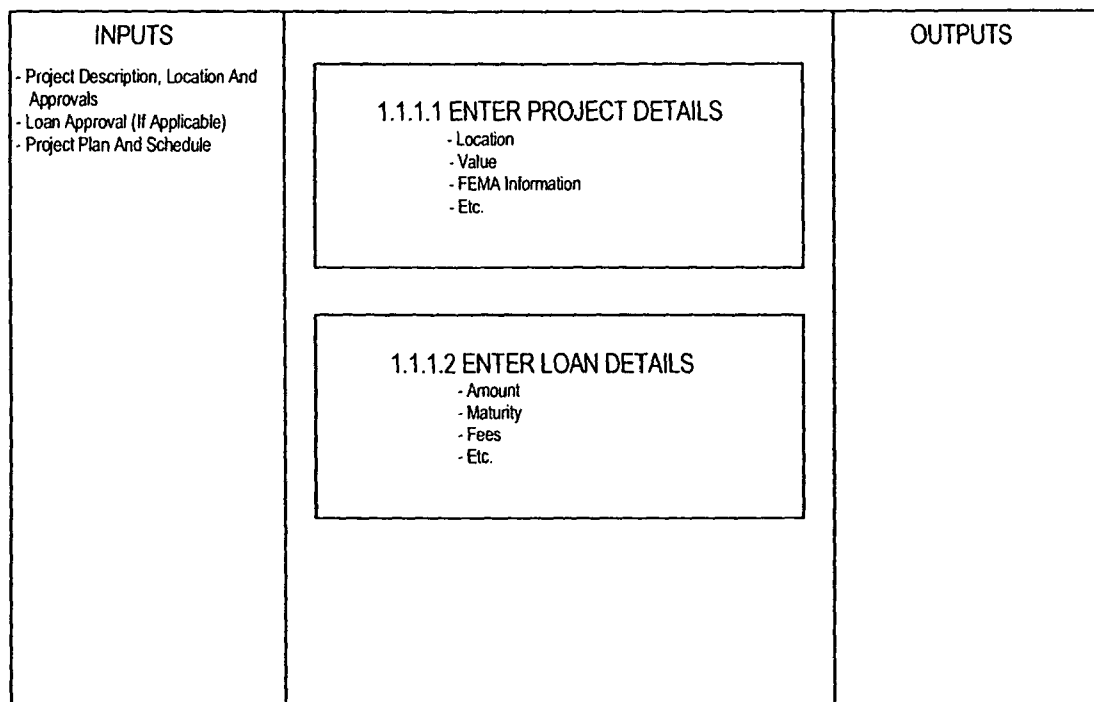 INPUTS
- Project Description, Location And
Approvals
- Loan Approval (If Applicable)
- Project Plan And Schedule
1.1.1.1 ENTER PROJECT DETAILS
- Location
- Value
- FEMA Information
- Etc.
1.1.1.2 ENTER LOAN DETAILS
- Amount
- Maturity
- Fees
- Etc.
OUTPUTS